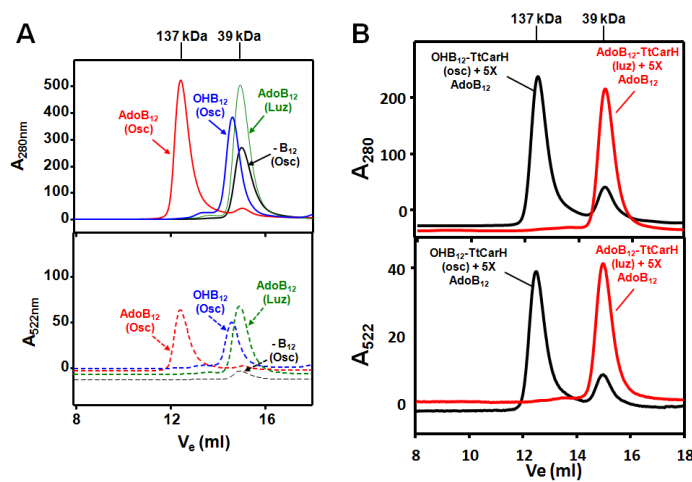 A
137 kDa 39 kDa
500
400
300
200
100
0
A280nm
AdoB12
(Osc)
OHB12
(Osc)
AdoB12
(Luz)
- B12
(Osc)
100
50
0
A522nm
AdoB12
(Osc)
OHB12
(Osc)
AdoB12
(Luz)
- B12
(Osc)
8 12 16
Ve (ml)
B
137 kDa 39 kDa
200
100
0
A280
OHB12-TtCarH
(osc) + 5X
AdoB12
AdoB12-TtCarH
(luz) + 5X
AdoB12
40
20
0
A522
OHB12-TtCarH
(osc) + 5X
AdoB12
AdoB12-TtCarH
(luz) + 5X
AdoB12
8 10 12 14 16 18
Ve (ml)